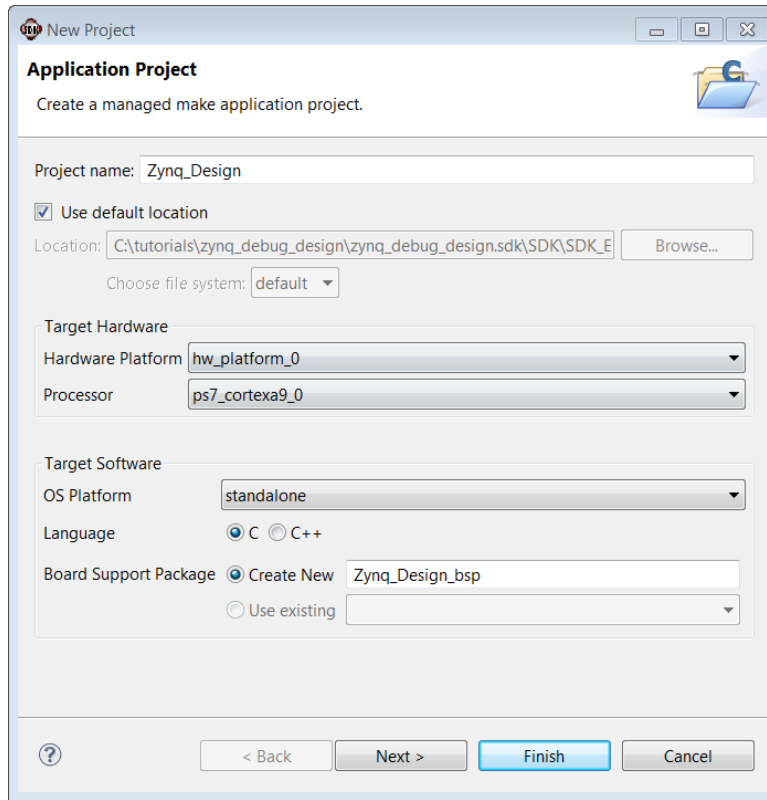 SDK New Project
Application Project
C
Create a managed make application project.
Project name: Zynq_Design
Use default location
Location: C:\tutorials\zynq_debug_design\zynq_debug_design.sdk\SDK\SDK_E Browse...
Choose file system: default
Target Hardware
Hardware Platform hw_platform_0
Processor ps7_cortexa9_0
Target Software
OS Platform standalone
Language C C++
Board Support Package Create New Zynq_Design_bsp
Use existing
? < Back Next > Finish Cancel